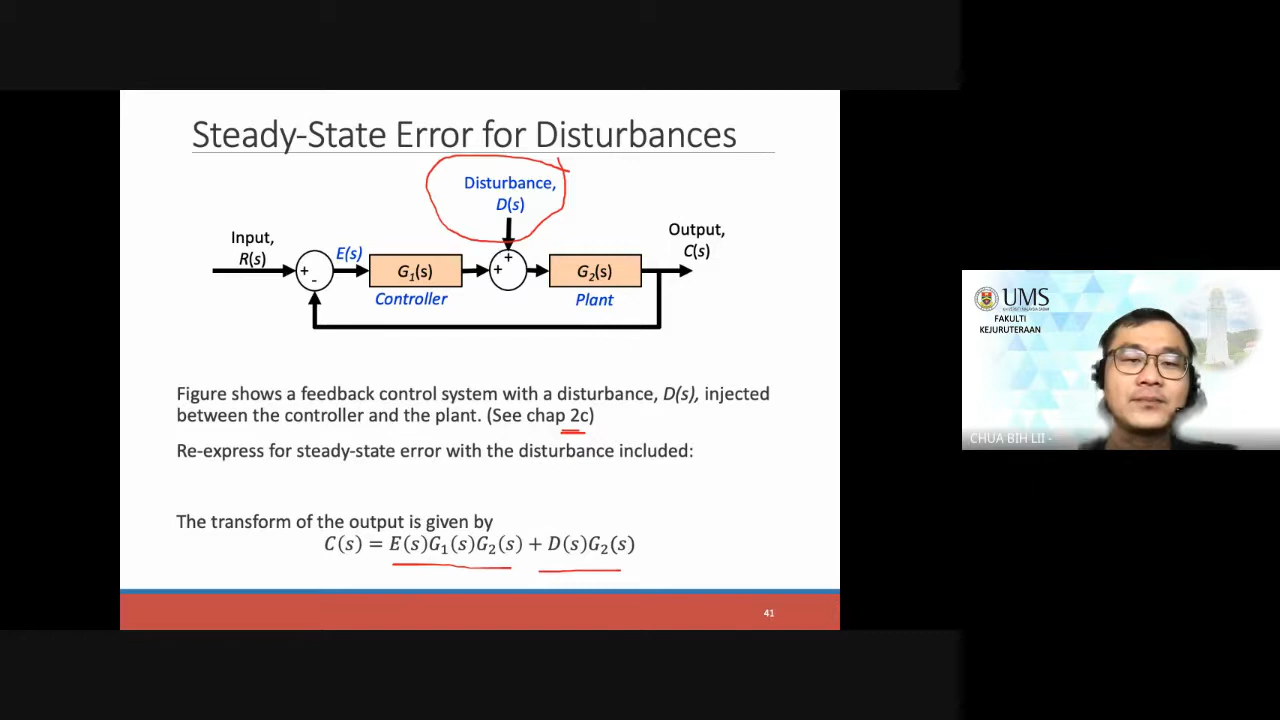 Steady-State Error for Disturbances
Disturbance,
D(s)
Input,
R(s)
E(s)
+
-
G₁(s)
Controller
+
+
G₂(s)
Plant
Output,
C(s)
Figure shows a feedback control system with a disturbance, D(s), injected
between the controller and the plant. (See chap 2c)
Re-express for steady-state error with the disturbance included:
The transform of the output is given by
C(s) = E(s)G₁(s)G₂(s) + D(s)G₂(s)
41
UMS
FAKULTI
KEJURUTERAAN
CHUA BIH LII -